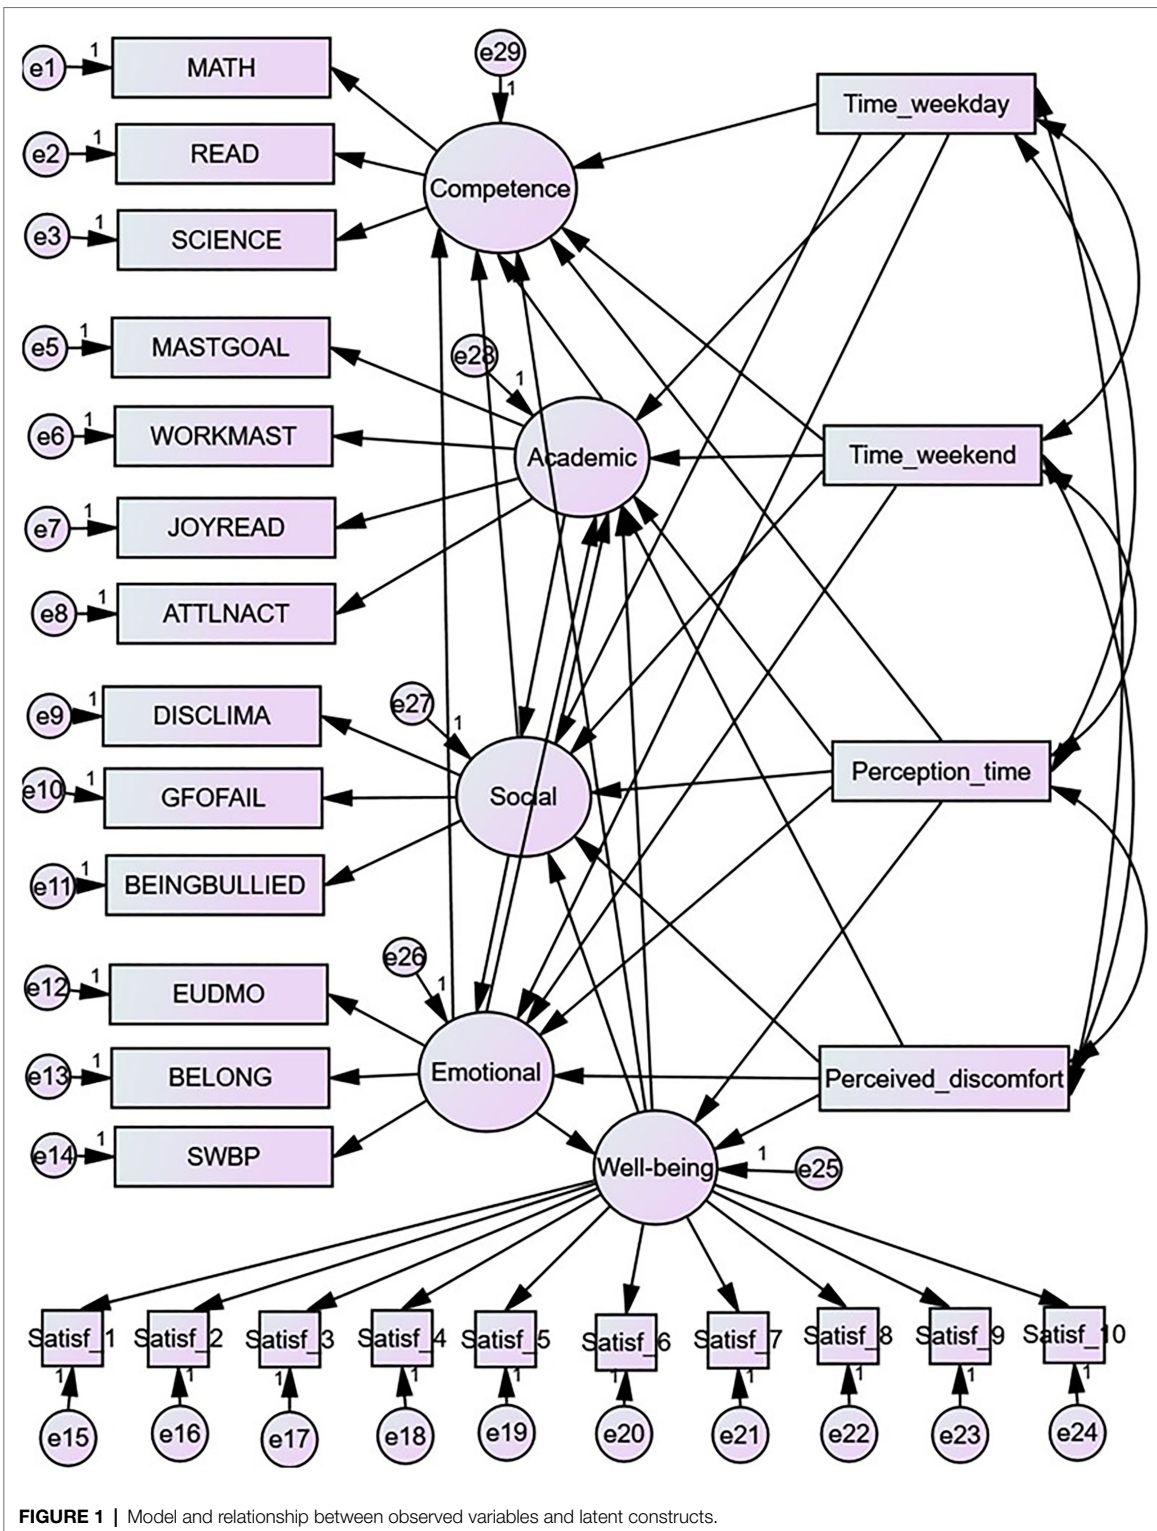 e1 1 MATH
e2 1 READ
e3 1 SCIENCE
e29
1
Competence
Time_weekday
e5 1 MASTGOAL
e6 1 WORKMAST
e7 1 JOYREAD
e8 1 ATTLNACT
e28
1
Academic
Time_weekend
e9 1 DISCLIMA
e10 1 GFOFAIL
e11 1 BEINGBULLIED
e27
1
Social
Perception_time
e12 1 EUDMO
e13 1 BELONG
e14 1 SWBP
e26
1
Emotional
Perceived_discomfort
Well-being
1 e25
Satisf_1 Satisf_2 Satisf_3 Satisf_4 Satisf_5 Satisf_6 Satisf_7 Satisf_8 Satisf_9 Satisf_10
1 1 1 1 1 1 1 1 1 1
e15 e16 e17 e18 e19 e20 e21 e22 e23 e24
FIGURE 1 | Model and relationship between observed variables and latent constructs.